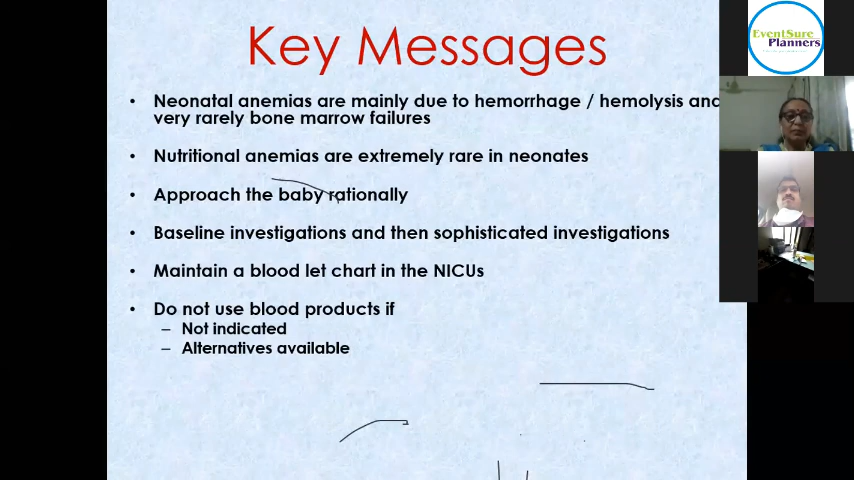 Key Messages
• Neonatal anemias are mainly due to hemorrhage / hemolysis and
very rarely bone marrow failures
• Nutritional anemias are extremely rare in neonates
• Approach the baby rationally
• Baseline investigations and then sophisticated investigations
• Maintain a blood let chart in the NICUs
• Do not use blood products if
– Not indicated
– Alternatives available
EventSure
Planners